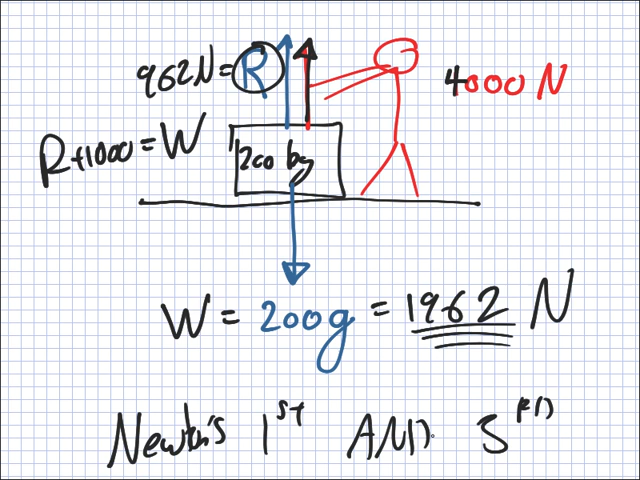 962N = R
4000 N
R+1000 = W
200 kg
W = 200g = 1962 N
Newton's 1st AND 3RD